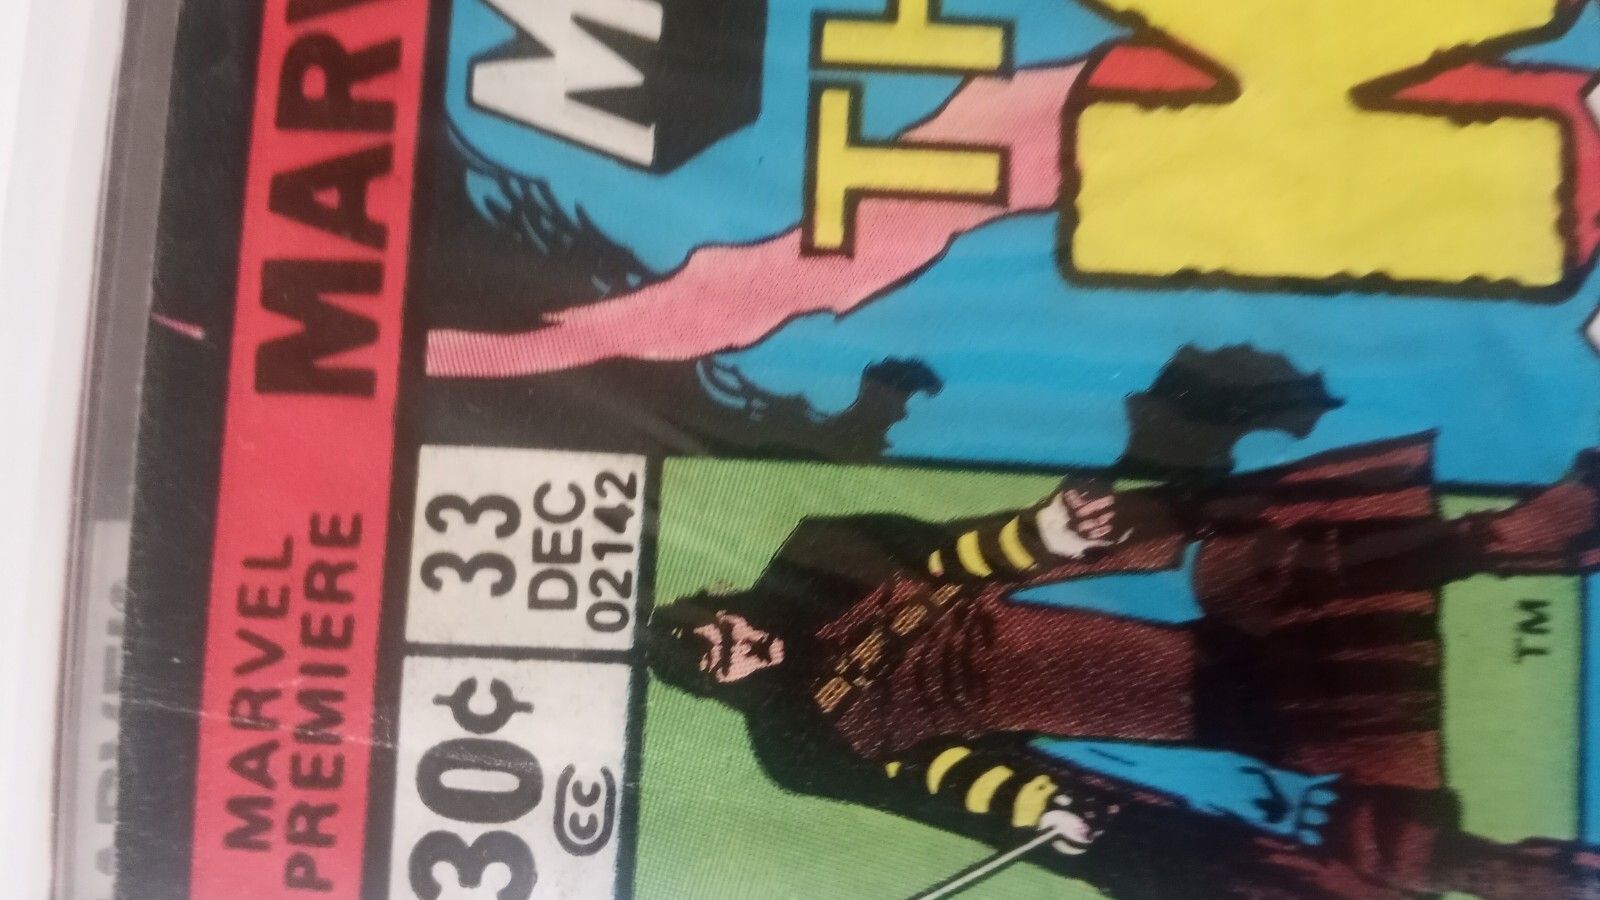 MARV
MARVEL
PREMIERE
33
DEC
02142
30¢
CC
M
TH
TM